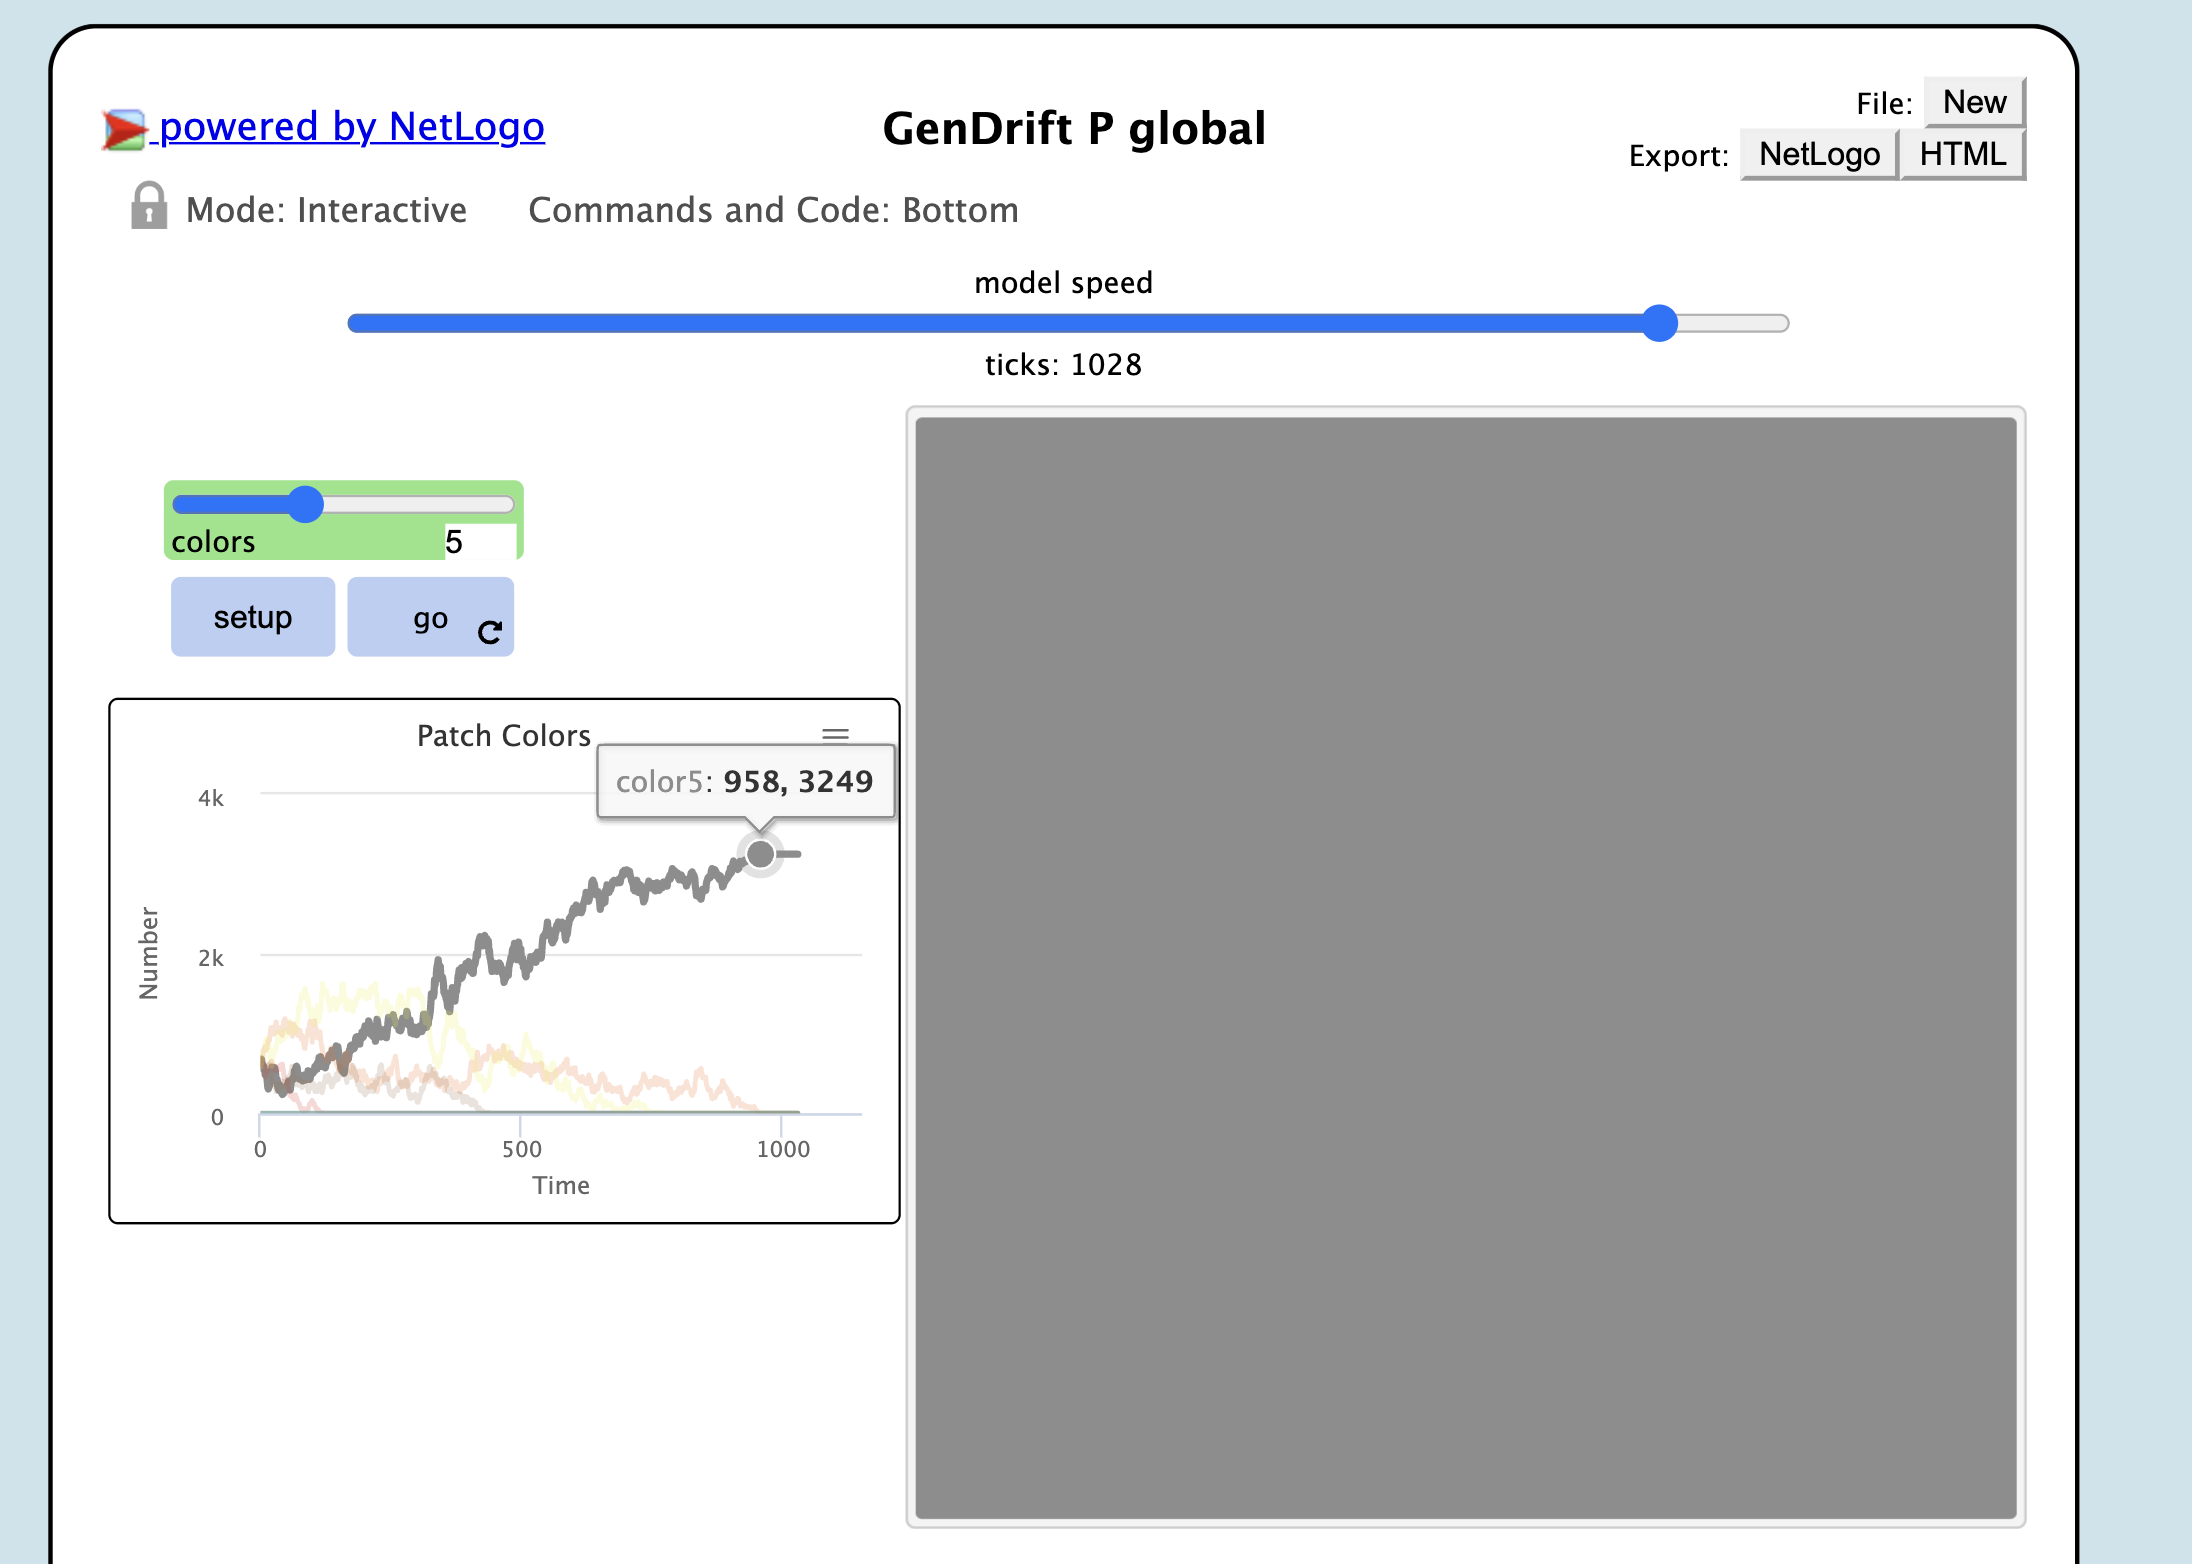 powered by NetLogo
GenDrift P global
File: New
Export: NetLogo HTML
Mode: Interactive
Commands and Code: Bottom
model speed
ticks: 1028
colors 5
setup
go
Patch Colors
color5: 958, 3249
4k
2k
0
Number
0 500 1000
Time